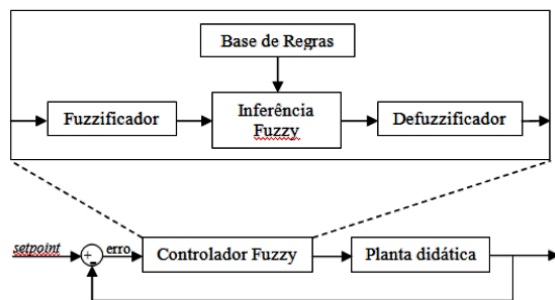 Base de Regras
Fuzzificador
Inferência
Fuzzy
Defuzzificador
setpoint
erro
Controlador Fuzzy
Planta didática